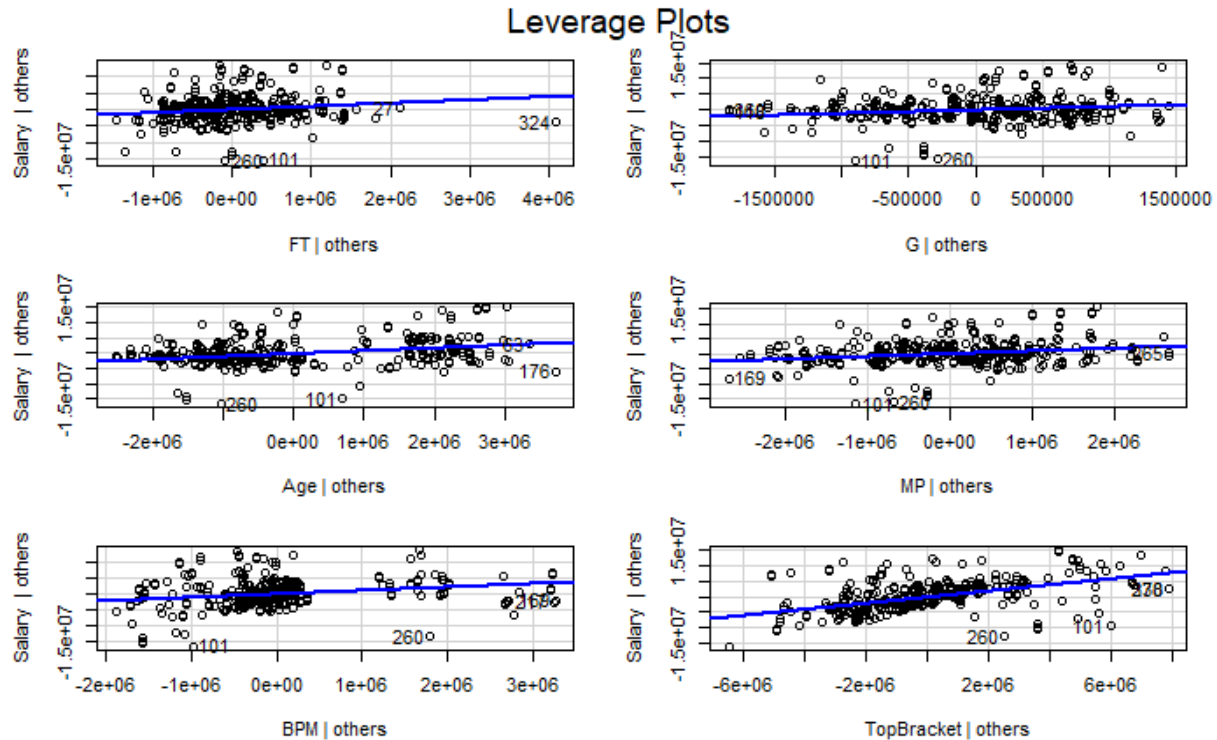 Leverage Plots
Salary | others
-1.5e+07
27
324
260
101
-1e+06 0e+00 1e+06 2e+06 3e+06 4e+06
FT | others
Salary | others
-1.5e+07 1.5e+07
101
260
-1500000 -500000 0 500000 1500000
G | others
Salary | others
-1.5e+07 1.5e+07
63
176
260
101
-2e+06 0e+00 1e+06 2e+06 3e+06
Age | others
Salary | others
-1.5e+07 1.5e+07
169
101
260
-2e+06 -1e+06 0e+00 1e+06 2e+06
MP | others
Salary | others
-1.5e+07 1.5e+07
101
260
-2e+06 -1e+06 0e+00 1e+06 2e+06 3e+06
BPM | others
Salary | others
-1.5e+07 1.5e+07
260
101
-6e+06 -2e+06 2e+06 6e+06
TopBracket | others